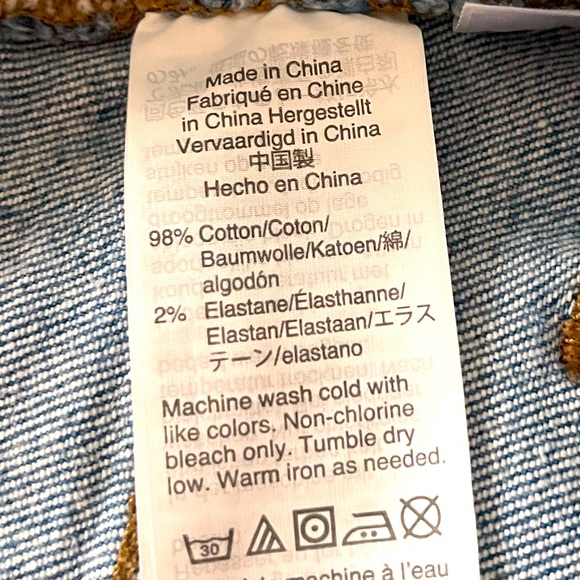 Made in China
Fabriqué en Chine
in China Hergestellt
Vervaardigd in China
中国製
Hecho en China
98% Cotton/Coton/
Baumwolle/Katoen/綿/
algodón
2% Elastane/Élasthanne/
Elastan/Elastaan/エラス
テーン/elastano
Machine wash cold with
like colors. Non-chlorine
bleach only. Tumble dry
low. Warm iron as needed.
30
machine à l'eau